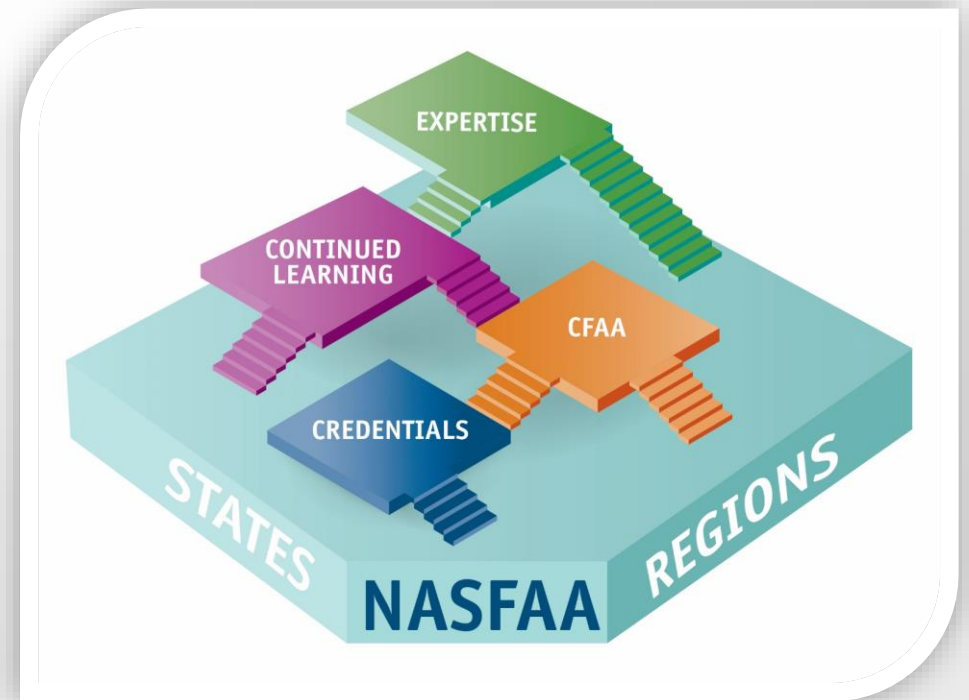 EXPERTISE
CONTINUED
LEARNING
CFAA
CREDENTIALS
STATES
NASFAA
REGIONS